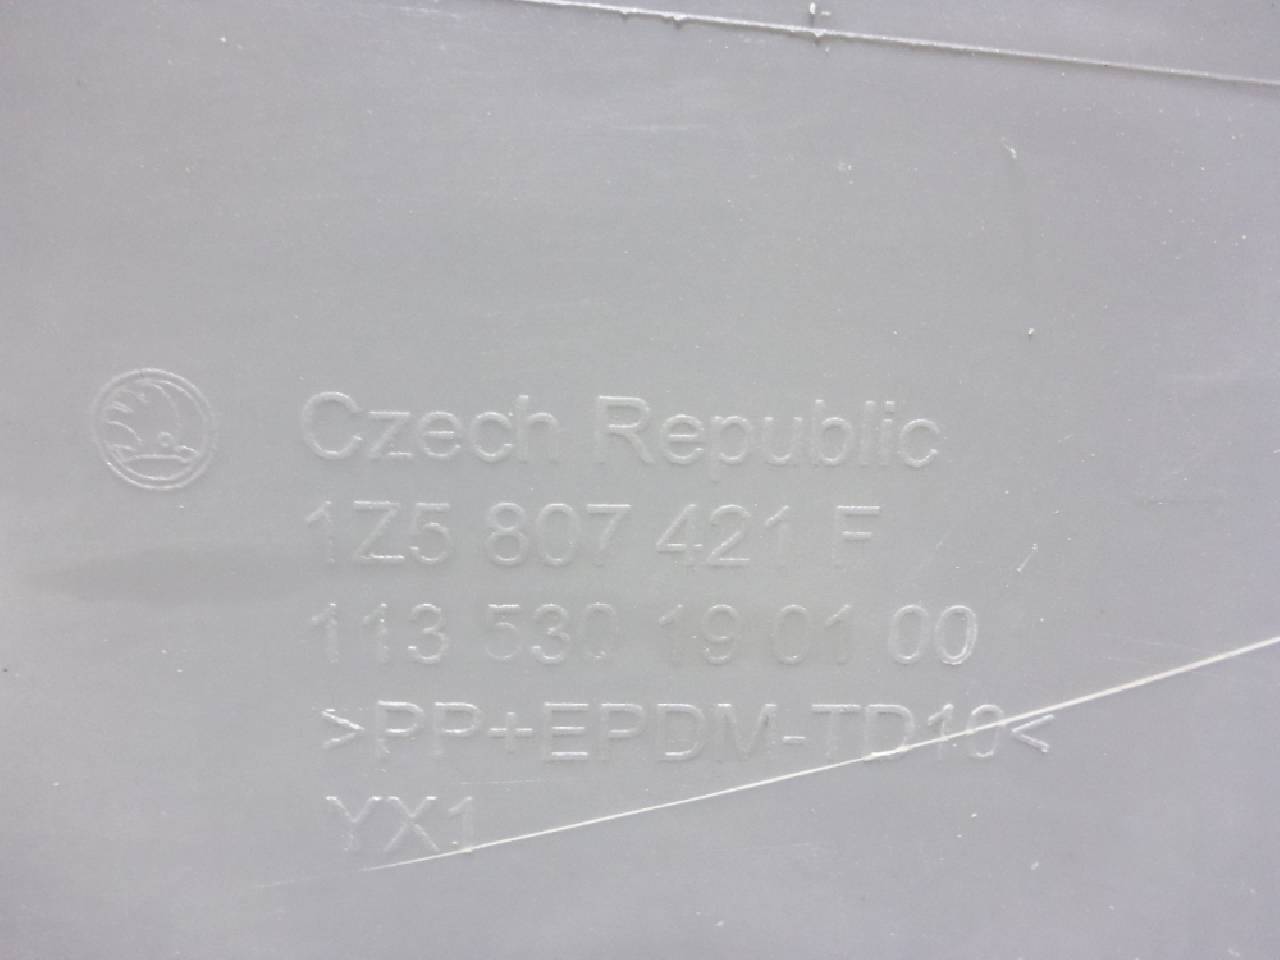 Czech Republic
1Z5 807 421 F
113 530 19 01 00
>PP+EPDM-TD10<
YX1